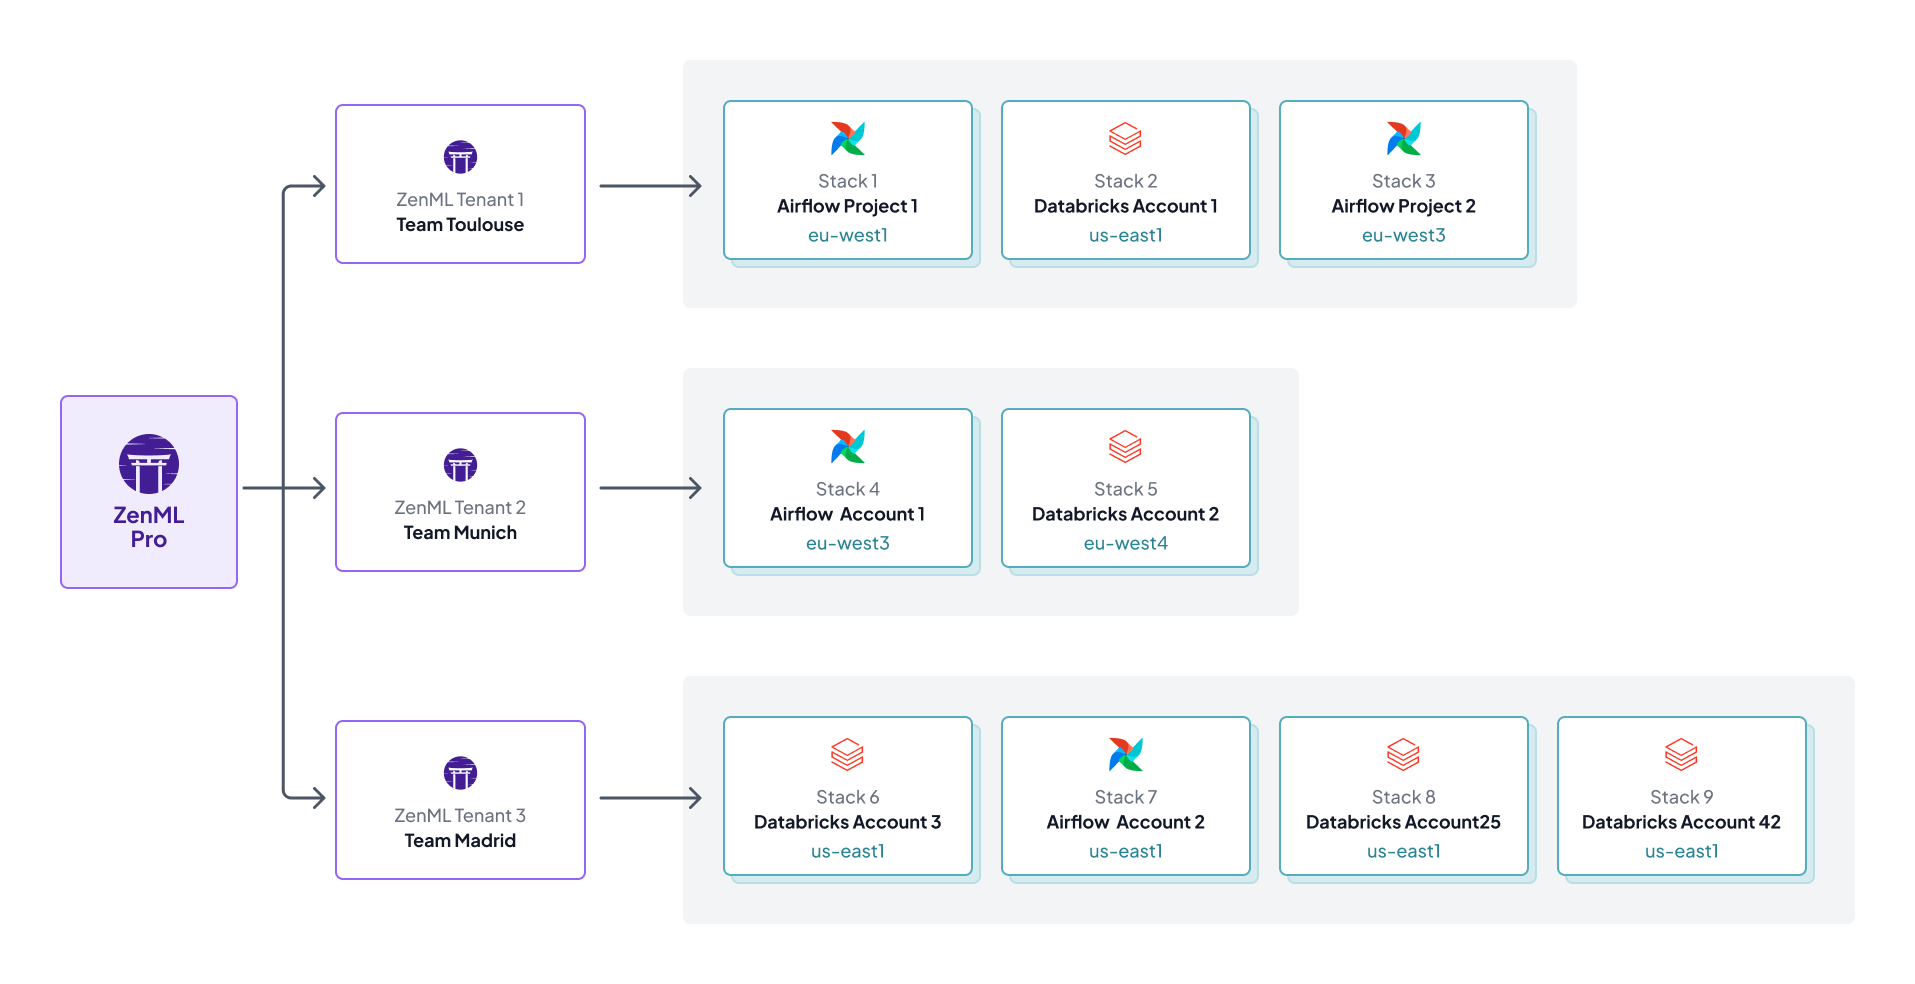 ZenML Tenant 1
Team Toulouse
Stack 1
Airflow Project 1
eu-west1
Stack 2
Databricks Account 1
us-east1
Stack 3
Airflow Project 2
eu-west3
ZenML
Pro
ZenML Tenant 2
Team Munich
Stack 4
Airflow Account 1
eu-west3
Stack 5
Databricks Account 2
eu-west4
ZenML Tenant 3
Team Madrid
Stack 6
Databricks Account 3
us-east1
Stack 7
Airflow Account 2
us-east1
Stack 8
Databricks Account25
us-east1
Stack 9
Databricks Account 42
us-east1